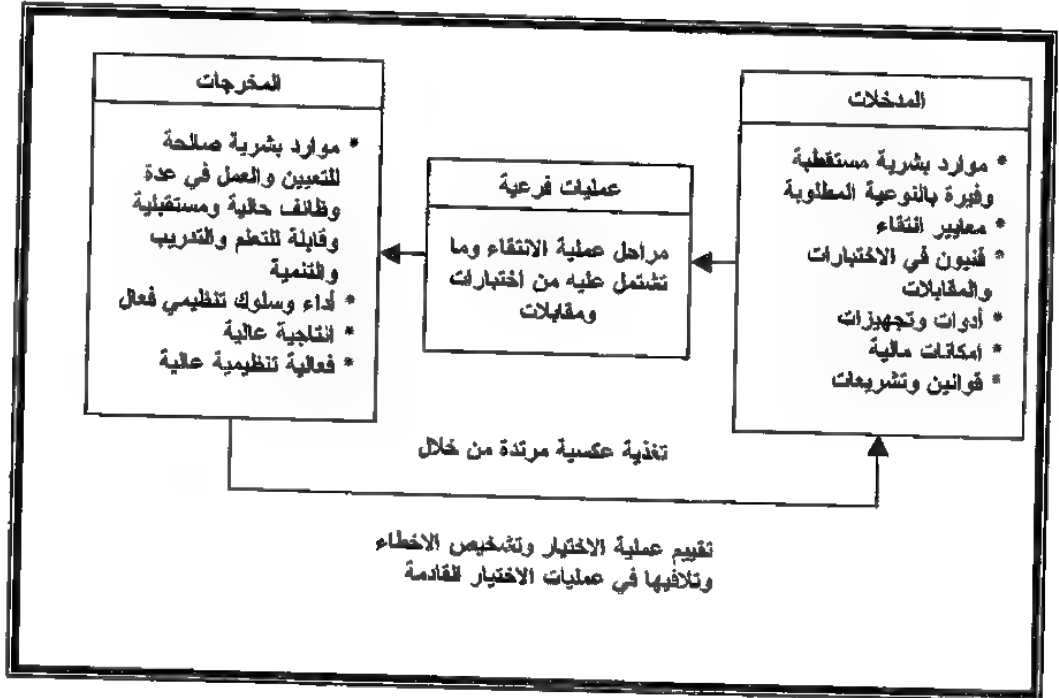 المدخلات
* موارد بشرية مستقطبة
وفيرة بالنوعية المطلوبة
* معايير انتقاء
* فنيون في الاختبارات
والمقابلات
* أدوات وتجهيزات
* امكانات مالية
* قوانين وتشريعات
عمليات فرعية
مراحل عملية الانتقاء وما
تشتمل عليه من اختبارات
ومقابلات
المخرجات
* موارد بشرية صالحة
للتعيين والعمل في عدة
وظائف حالية ومستقبلية
وقابلة للتعلم والتدريب
والتنمية
* أداء وسلوك تنظيمي فعال
* انتاجية عالية
* فعالية تنظيمية عالية
تغذية عكسية مرتدة من خلال
تقييم عملية الاختيار وتشخيص الاخطاء
وتلافيها في عمليات الاختيار القادمة